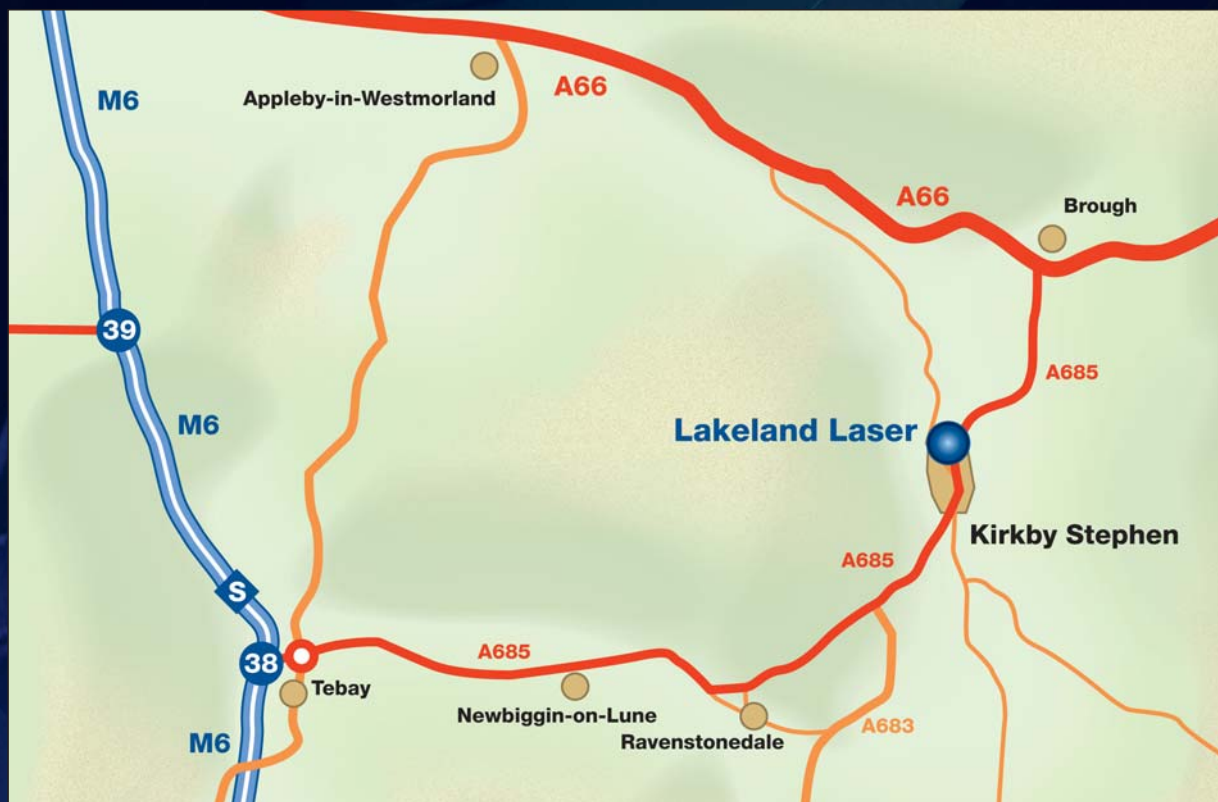 M6
Appleby-in-Westmorland
A66
A66
Brough
39
M6
A685
Lakeland Laser
Kirkby Stephen
A685
S
38
A685
Tebay
Newbiggin-on-Lune
Ravenstonedale
A683
M6